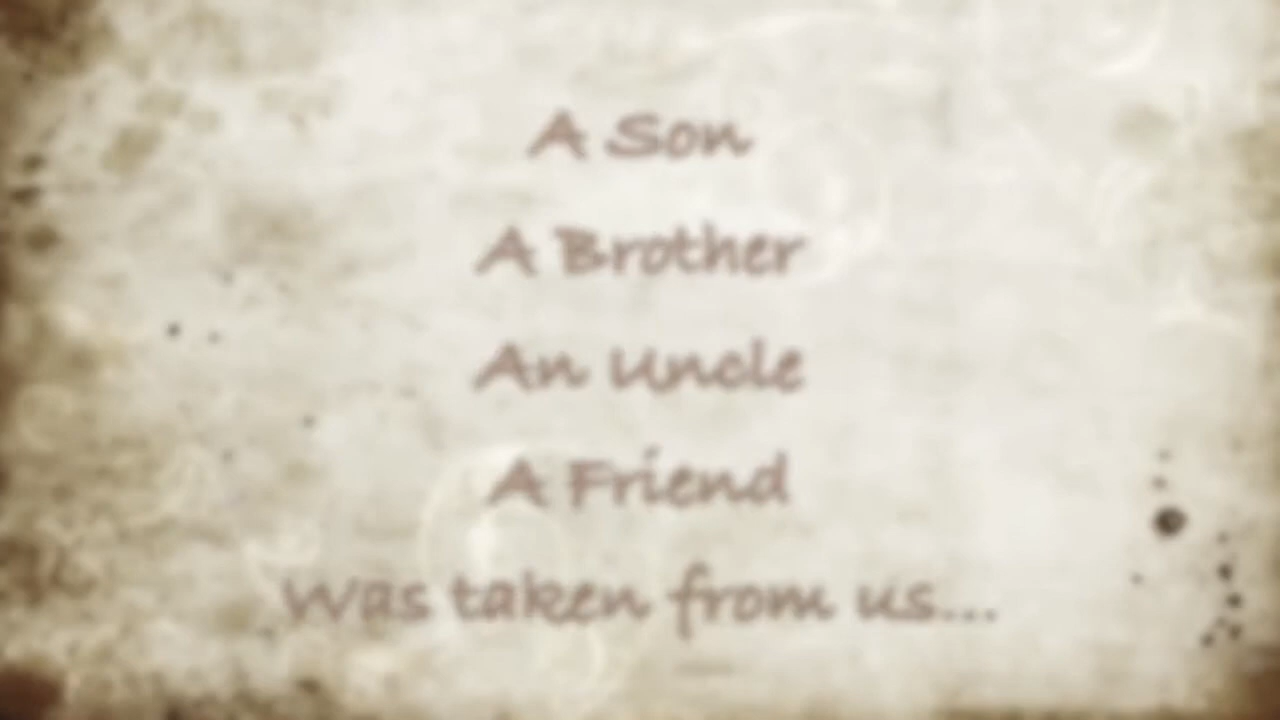 A Son
A Brother
An Uncle
A Friend
Was taken from us...